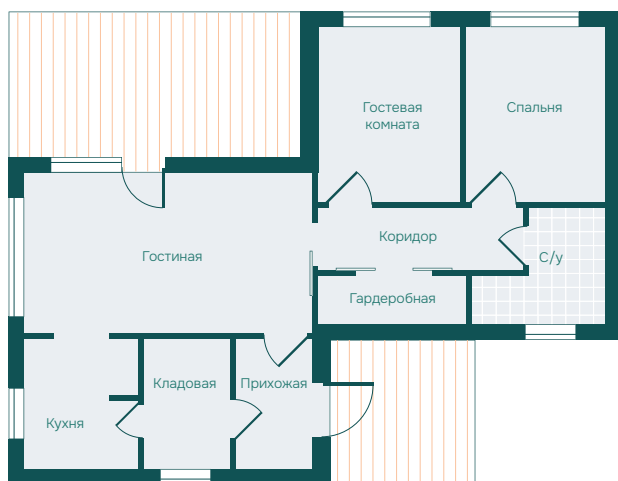 Гостевая
комната
Спальня
Коридор
Гостиная
С/у
Гардеробная
Кладовая
Прихожая
Кухня